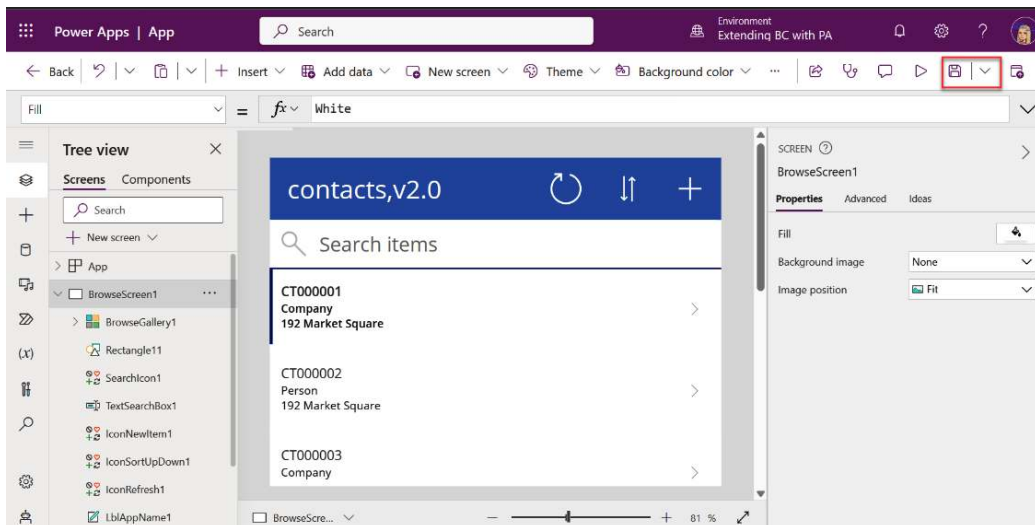 Power Apps | App
Search
Environment
Extending BC with PA
?
Back
Insert
Add data
New screen
Theme
Background color
...
Fill
=
fx
White
Tree view
Screens
Components
Search
New screen
App
BrowseScreen1
...
BrowseGallery1
Rectangle11
SearchIcon1
TextSearchBox1
IconNewItem1
IconSortUpDown1
IconRefresh1
LblAppName1
(x)
contacts,v2.0
Search items
CT000001
Company
192 Market Square
CT000002
Person
192 Market Square
CT000003
Company
BrowseScre...
81 %
SCREEN
BrowseScreen1
Properties
Advanced
Ideas
Fill
Background image
None
Image position
Fit